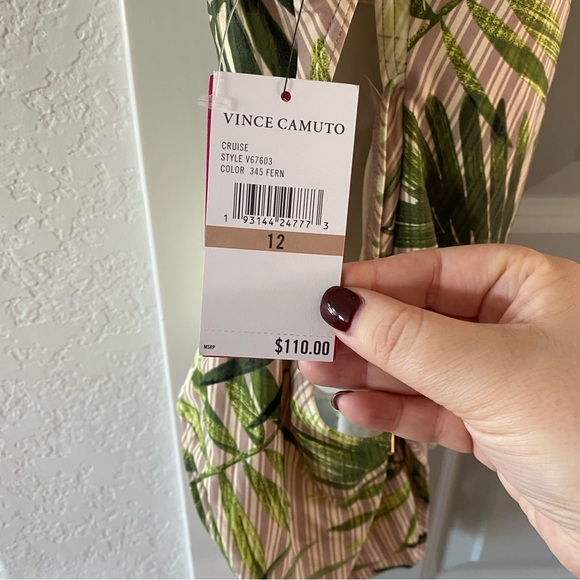 VINCE CAMUTO
CRUISE
STYLE V67603
COLOR 345 FERN
1 93144 24777 3
12
MSRP $110.00